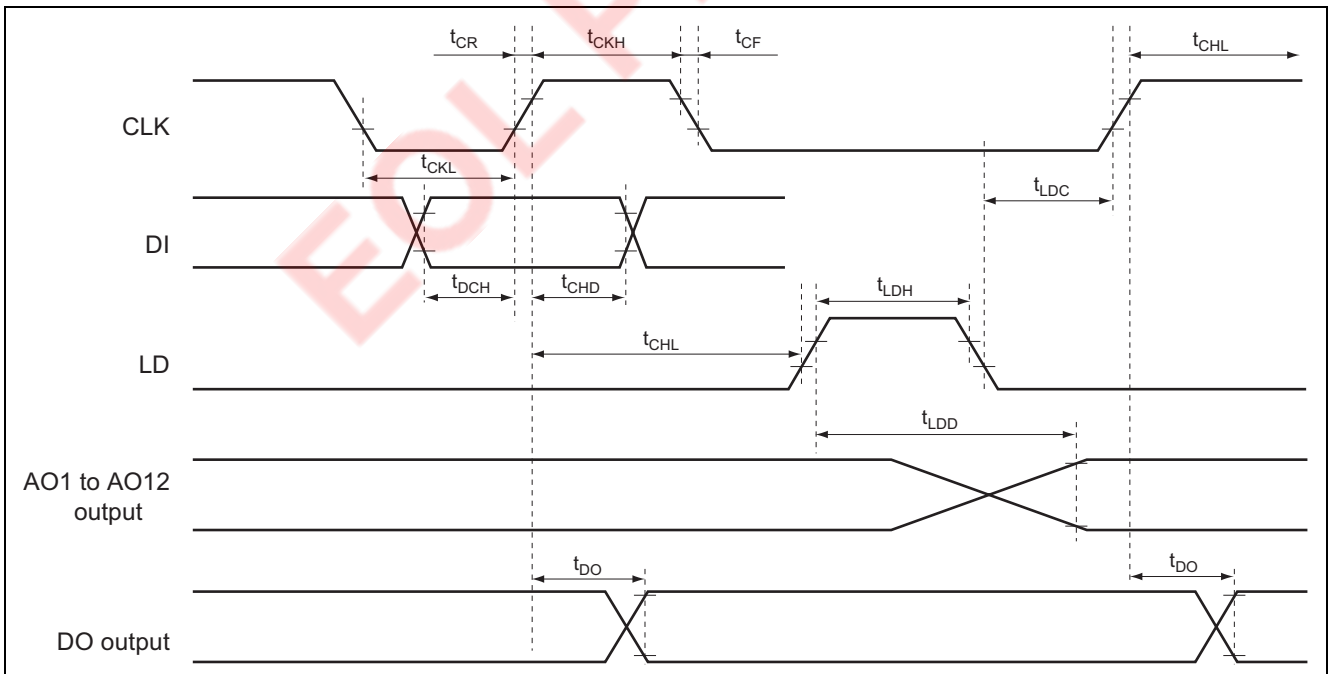 tCR
tCKH
tCF
tCHL
CLK
tCKL
tLDC
DI
tDCH
tCHD
tLDH
tCHL
LD
tLDD
AO1 to AO12
output
tDO
tDO
DO output
EOL